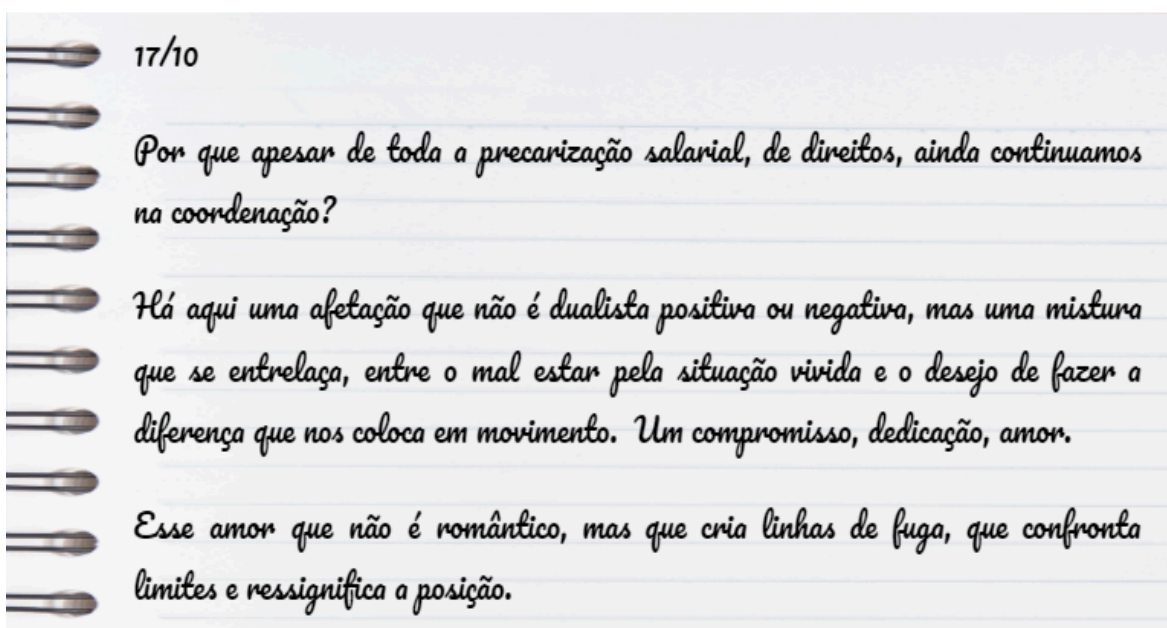 17/10
Por que apesar de toda a precarização salarial, de direitos, ainda continuamos
na coordenação?
Há aqui uma afetação que não é dualista positiva ou negativa, mas uma mistura
que se entrelaça, entre o mal estar pela situação vivida e o desejo de fazer a
diferença que nos coloca em movimento. Um compromisso, dedicação, amor.
Esse amor que não é romântico, mas que cria linhas de fuga, que confronta
limites e ressignifica a posição.